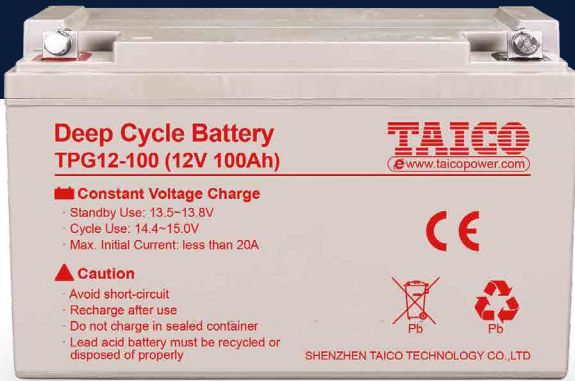 Deep Cycle Battery
TPG12-100 (12V 100Ah)
TAICO
e www.taicopower.com
Constant Voltage Charge
· Standby Use: 13.5~13.8V
· Cycle Use: 14.4~15.0V
· Max. Initial Current: less than 20A
CE
Caution
· Avoid short-circuit
· Recharge after use
· Do not charge in sealed container
· Lead acid battery must be recycled or
disposed of properly
Pb
Pb
SHENZHEN TAICO TECHNOLOGY CO.,LTD